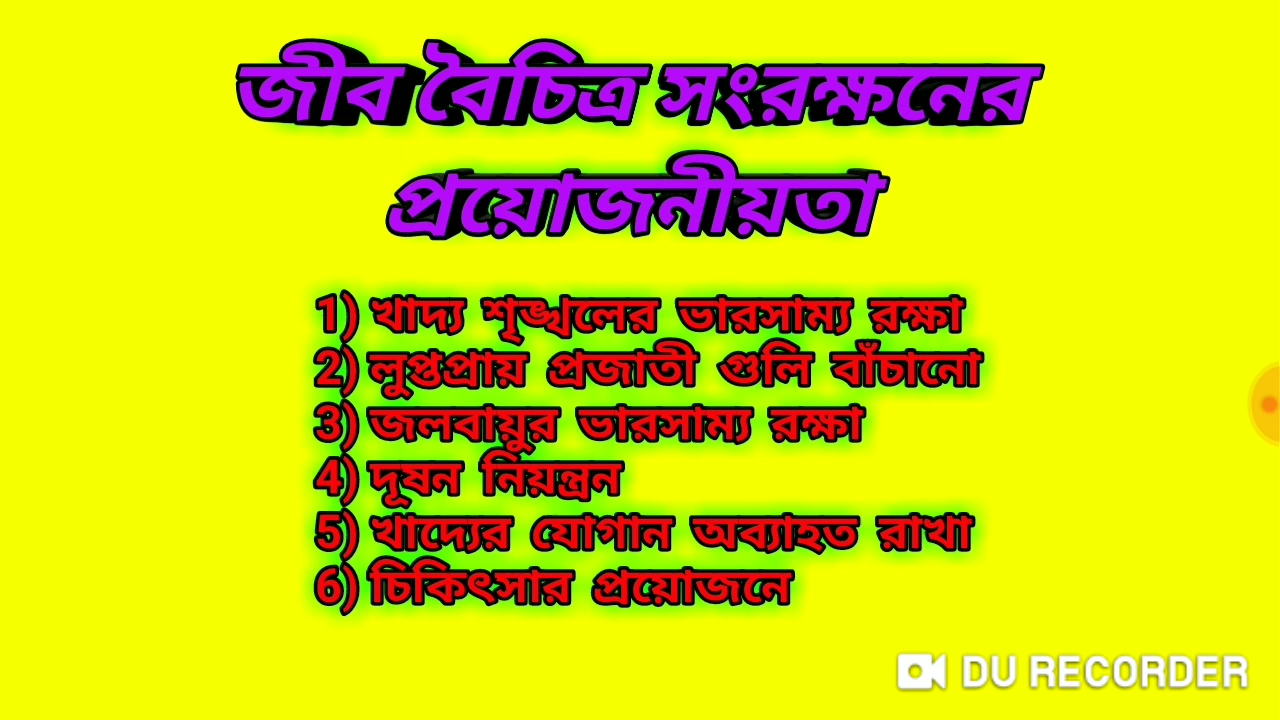 জীব বৈচিত্র সংরক্ষনের
প্রয়োজনীয়তা
1) খাদ্য শৃঙ্খলের ভারসাম্য রক্ষা
2) লুপ্তপ্রায় প্রজাতী গুলি বাঁচানো
3) জলবায়ুর ভারসাম্য রক্ষা
4) দূষন নিয়ন্ত্রন
5) খাদ্যের যোগান অব্যাহত রাখা
6) চিকিৎসার প্রয়োজনে
DU RECORDER